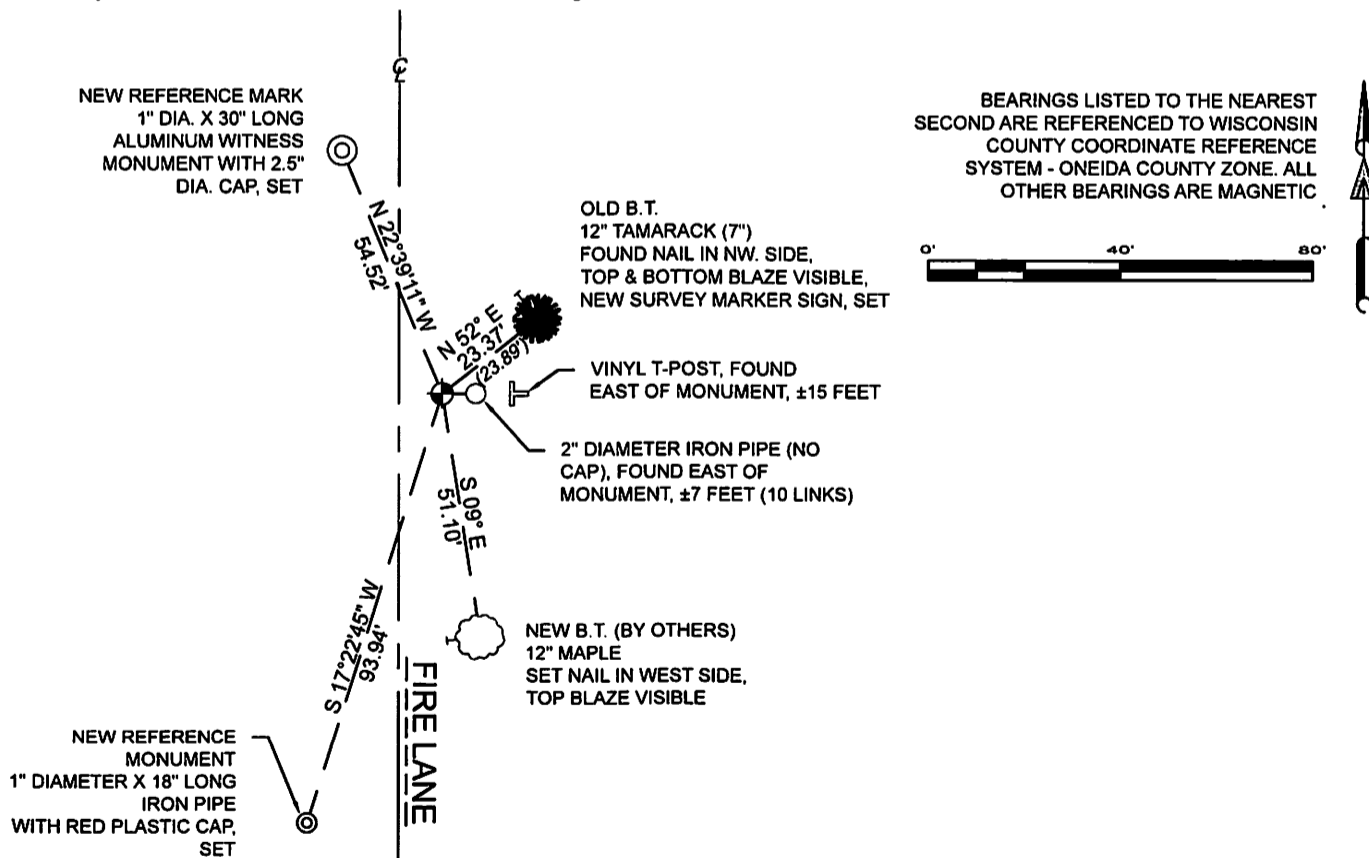 ℄
NEW REFERENCE MARK
1" DIA. X 30" LONG
ALUMINUM WITNESS
MONUMENT WITH 2.5"
DIA. CAP, SET
BEARINGS LISTED TO THE NEAREST
SECOND ARE REFERENCED TO WISCONSIN
COUNTY COORDINATE REFERENCE
SYSTEM - ONEIDA COUNTY ZONE. ALL
OTHER BEARINGS ARE MAGNETIC
0' 40' 80'
N 22°39'11" W
54.52'
OLD B.T.
12" TAMARACK (7")
FOUND NAIL IN NW. SIDE,
TOP & BOTTOM BLAZE VISIBLE,
NEW SURVEY MARKER SIGN, SET
N 52° E
23.37'
(23.89')
VINYL T-POST, FOUND
EAST OF MONUMENT, ±15 FEET
2" DIAMETER IRON PIPE (NO
CAP), FOUND EAST OF
MONUMENT, ±7 FEET (10 LINKS)
S 09° E
51.10'
S 17°22'45" W
93.94'
NEW B.T. (BY OTHERS)
12" MAPLE
SET NAIL IN WEST SIDE,
TOP BLAZE VISIBLE
FIRE LANE
NEW REFERENCE
MONUMENT
1" DIAMETER X 18" LONG
IRON PIPE
WITH RED PLASTIC CAP,
SET